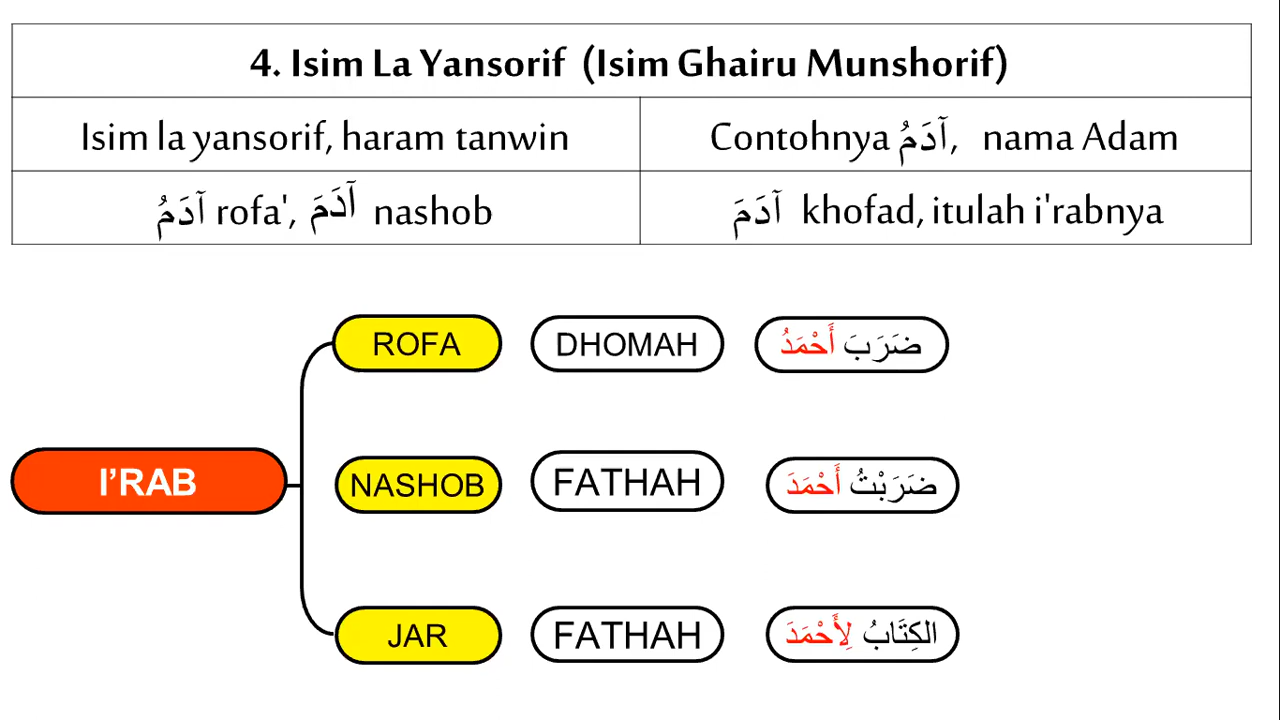 4. Isim La Yansorif (Isim Ghairu Munshorif)
Isim la yansorif, haram tanwin
Contohnya آدَمُ, nama Adam
آدَمُ rofa', آدَمَ nashob
آدَمَ khofad, itulah i'rabnya
ROFA
DHOMAH
ضَرَبَ أَحْمَدُ
I'RAB
NASHOB
FATHAH
ضَرَبْتُ أَحْمَدَ
JAR
FATHAH
الكِتَابُ لِأَحْمَدَ